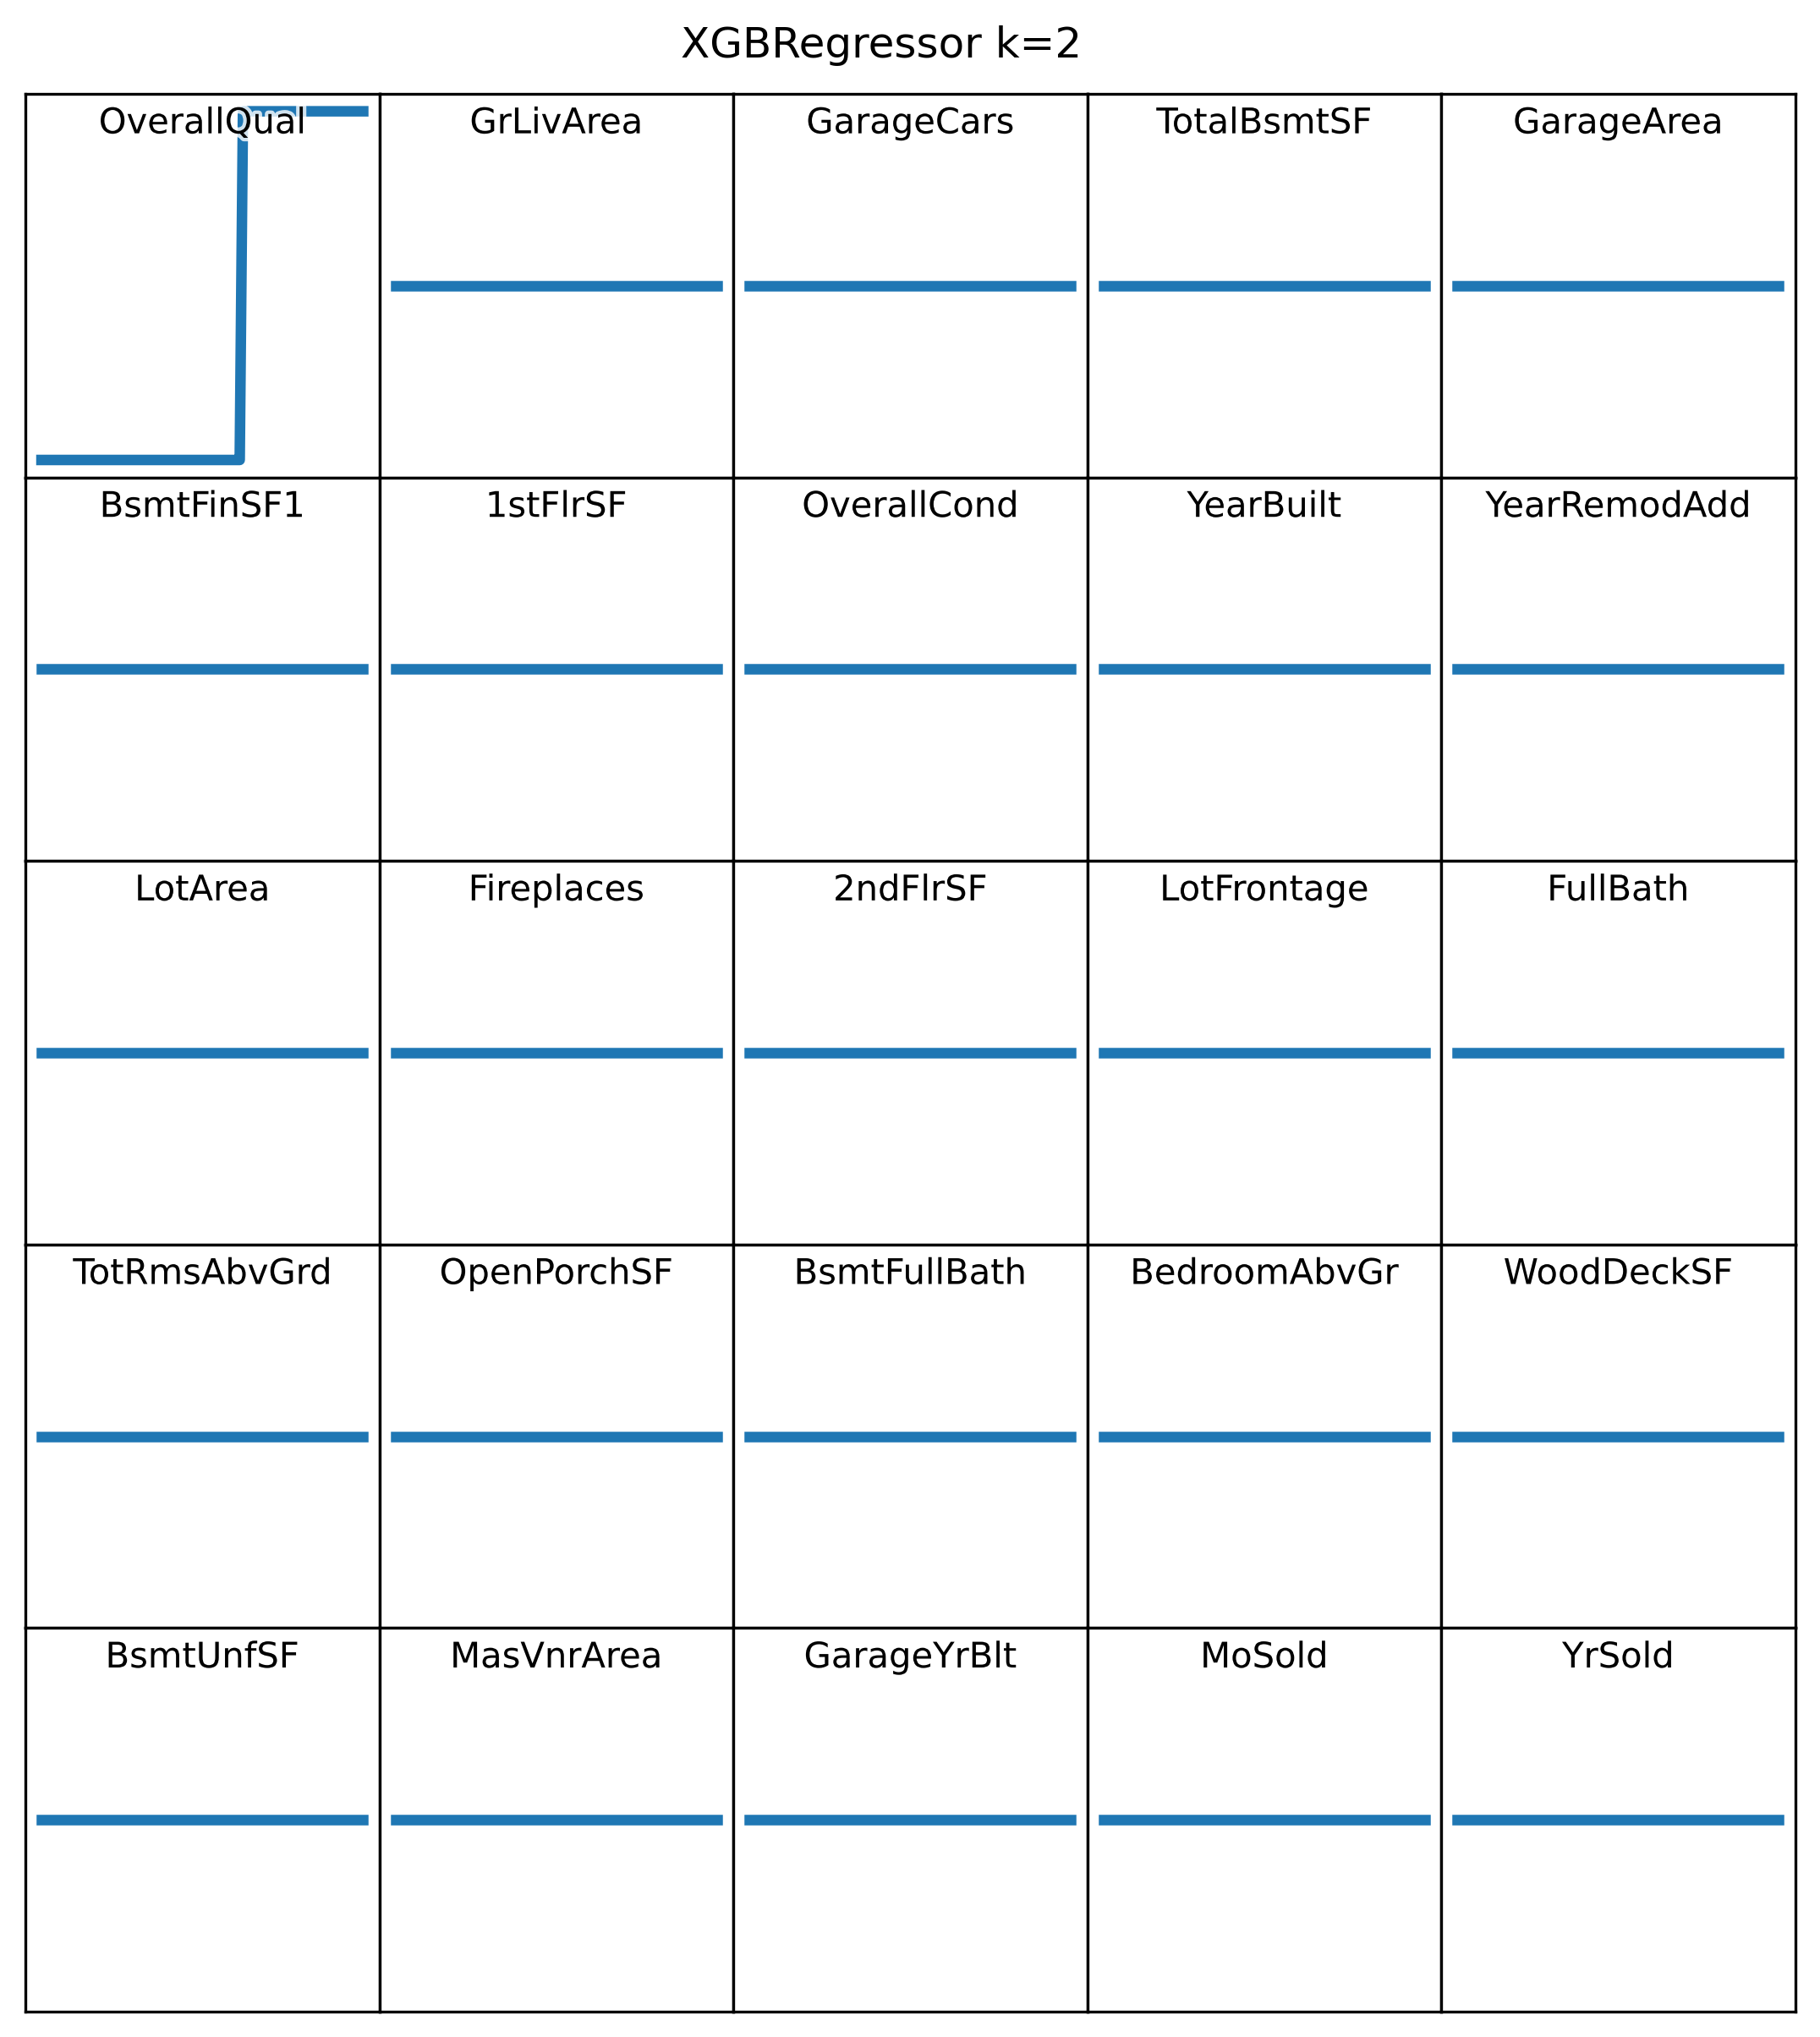 XGBRegressor k=2
OverallQual
GrLivArea
GarageCars
TotalBsmtSF
GarageArea
BsmtFinSF1
1stFlrSF
OverallCond
YearBuilt
YearRemodAdd
LotArea
Fireplaces
2ndFlrSF
LotFrontage
FullBath
TotRmsAbvGrd
OpenPorchSF
BsmtFullBath
BedroomAbvGr
WoodDeckSF
BsmtUnfSF
MasVnrArea
GarageYrBlt
MoSold
YrSold